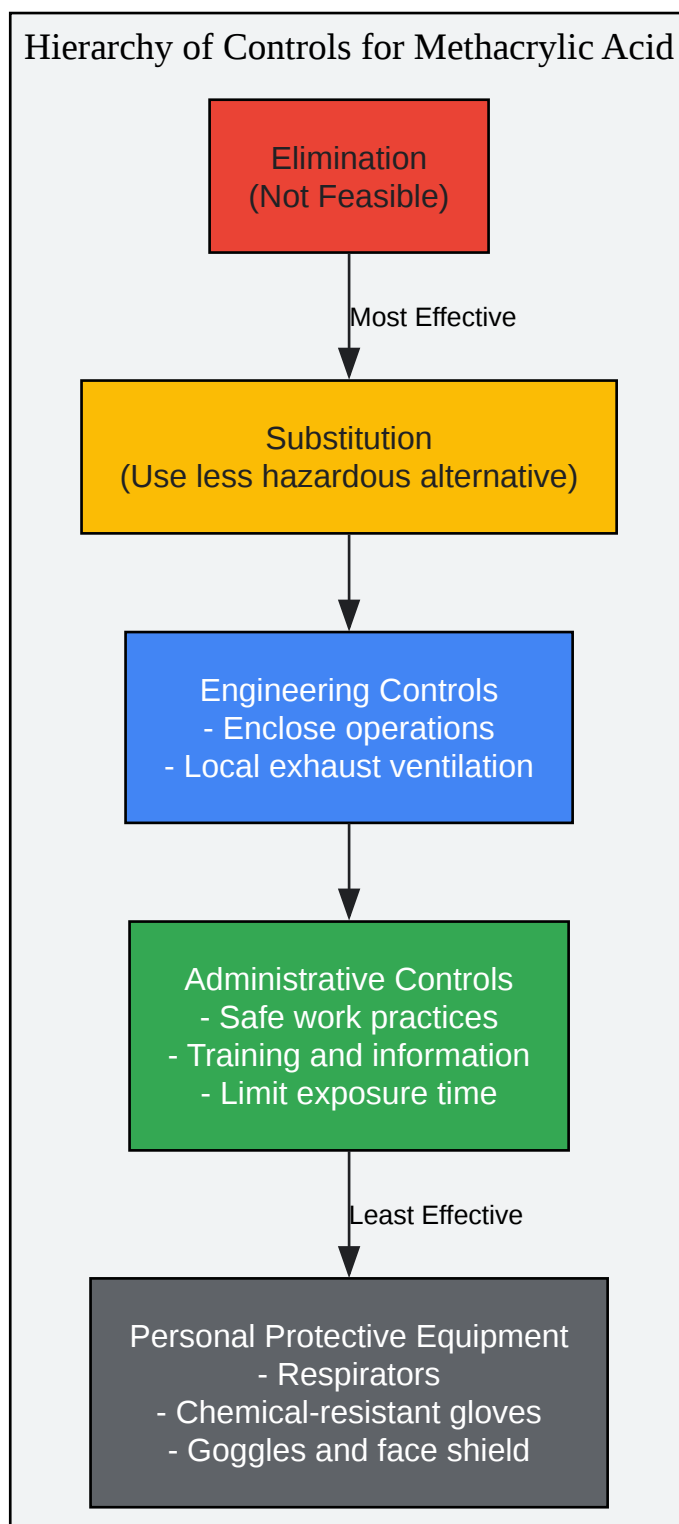 Hierarchy of Controls for Methacrylic Acid
Elimination
(Not Feasible)
Most Effective
Substitution
(Use less hazardous alternative)
Engineering Controls
- Enclose operations
- Local exhaust ventilation
Administrative Controls
- Safe work practices
- Training and information
- Limit exposure time
Least Effective
Personal Protective Equipment
- Respirators
- Chemical-resistant gloves
- Goggles and face shield